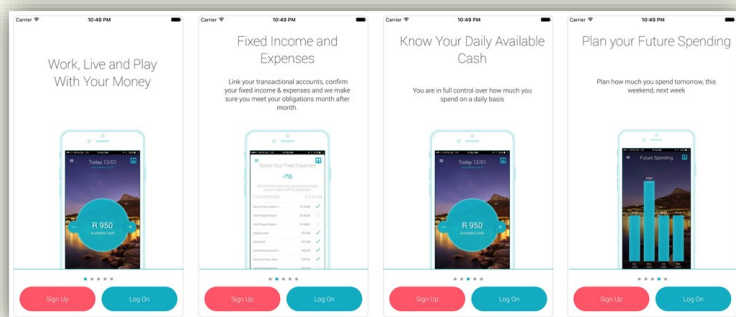 Carrier
10:49 PM
Work, Live and Play
With Your Money
Today 12/01
R 950
Available Cash
Sign Up
Log On
Carrier
10:49 PM
Fixed Income and
Expenses
Link your transactional accounts, confirm
your fixed income & expenses and we make
sure you meet your obligations month after
month.
Select Your Fixed Expenses
Sign Up
Log On
Carrier
10:49 PM
Know Your Daily Available
Cash
You are in full control over how much you
spend on a daily basis
Today 12/01
R 950
Available Cash
Sign Up
Log On
Carrier
10:49 PM
Plan your Future Spending
Plan how much you spend tomorrow, this
weekend, next week
Future Spending
Sign Up
Log On